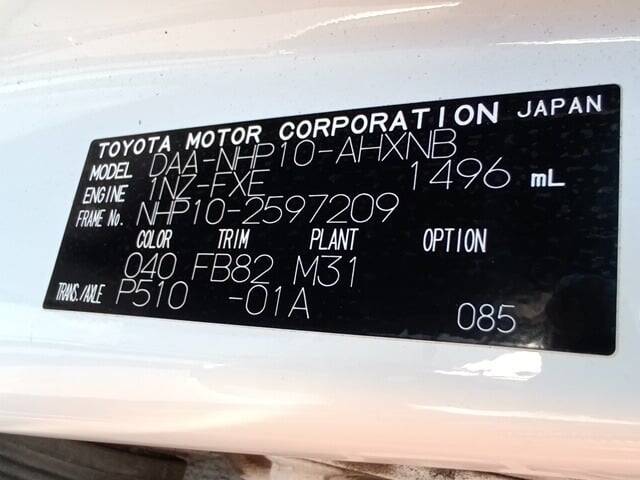 TOYOTA MOTOR CORPORATION JAPAN
MODEL DAA-NHP10-AHXNB
ENGINE 1NZ-FXE 1496 mL
FRAME No. NHP10-2597209
COLOR TRIM PLANT OPTION
040 FB82 M31
TRANS./AXLE P510 -01A
085